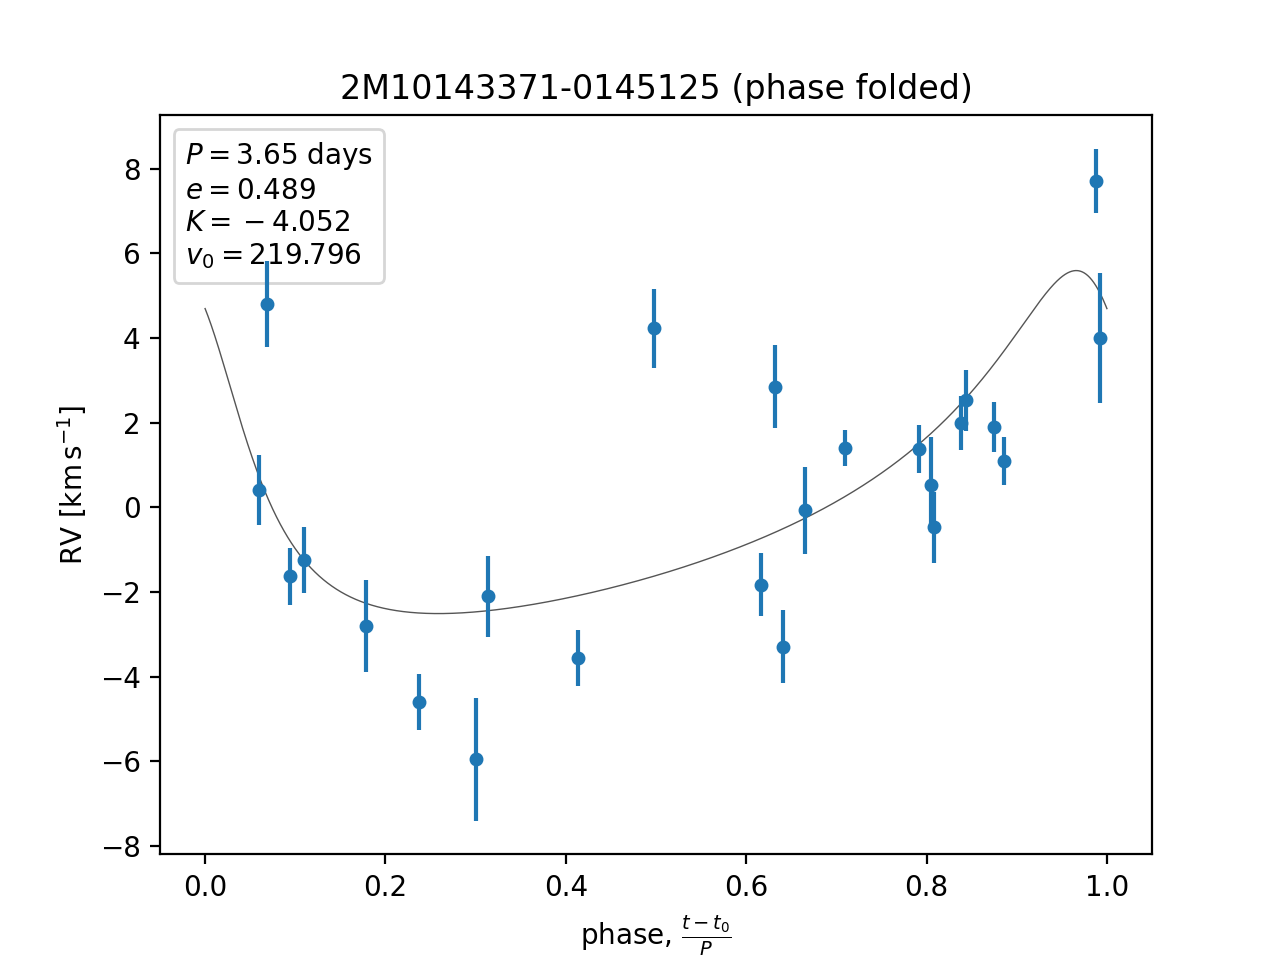 2M10143371-0145125 (phase folded)
P = 3.65 days
e = 0.489
K = − 4.052
v₀ = 219.796
8
6
4
2
0
−2
−4
−6
−8
RV [km s⁻¹]
0.0 0.2 0.4 0.6 0.8 1.0
phase, (t − t₀)/P